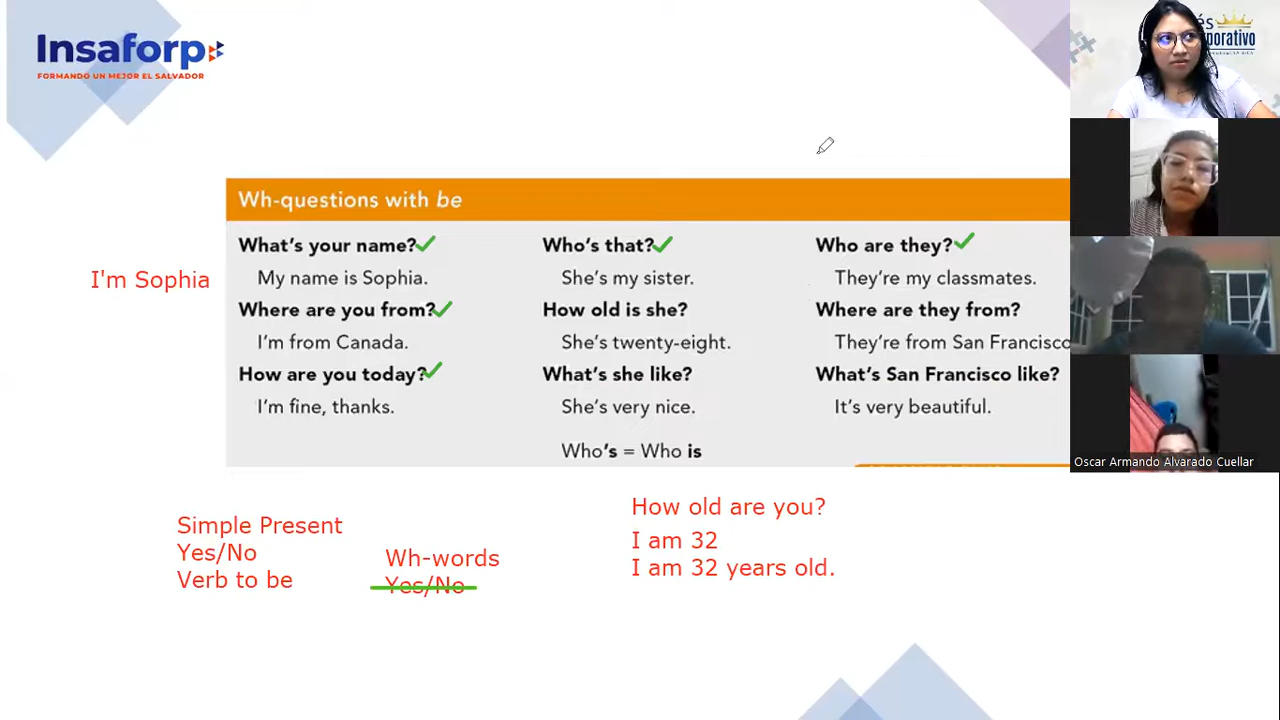 Insaforp
FORMANDO UN MEJOR EL SALVADOR
és
porativo
Wh-questions with be
What's your name?
My name is Sophia.
Where are you from?
I'm from Canada.
How are you today?
I'm fine, thanks.
Who's that?
She's my sister.
How old is she?
She's twenty-eight.
What's she like?
She's very nice.
Who's = Who is
Who are they?
They're my classmates.
Where are they from?
They're from San Francisco
What's San Francisco like?
It's very beautiful.
I'm Sophia
Simple Present
Yes/No
Verb to be
Wh-words
Yes/No
How old are you?
I am 32
I am 32 years old.
Oscar Armando Alvarado Cuellar